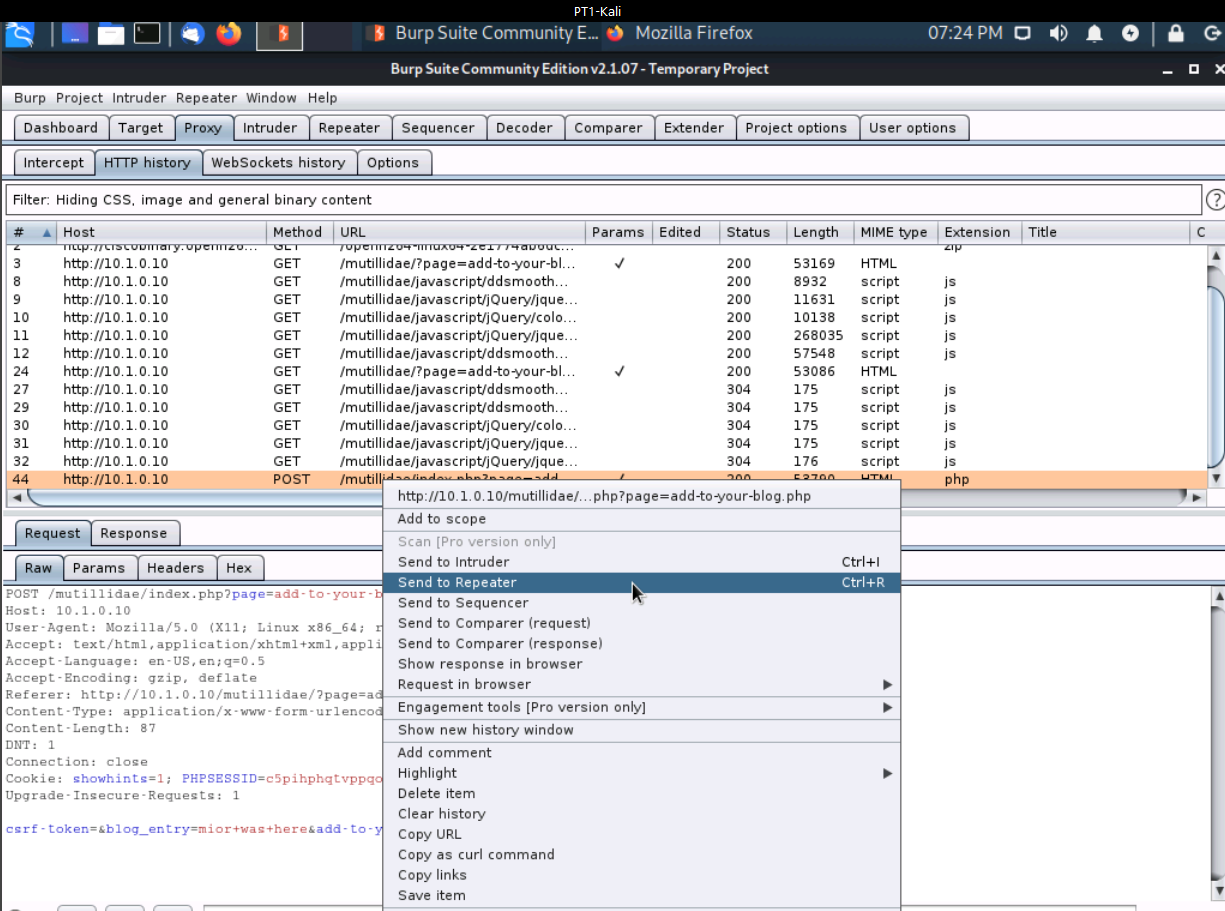 PT1-Kali
Burp Suite Community E... Mozilla Firefox 07:24 PM
Burp Suite Community Edition v2.1.07 - Temporary Project
Burp Project Intruder Repeater Window Help
Dashboard Target Proxy Intruder Repeater Sequencer Decoder Comparer Extender Project options User options
Intercept HTTP history WebSockets history Options
Filter: Hiding CSS, image and general binary content ?
# Host Method URL Params Edited Status Length MIME type Extension Title C
2 http://ciscobinary.openh26... GET 200 zip
3 http://10.1.0.10 GET /mutillidae/?page=add-to-your-bl... ✓ 200 53169 HTML
8 http://10.1.0.10 GET /mutillidae/javascript/ddsmooth... 200 8932 script js
9 http://10.1.0.10 GET /mutillidae/javascript/jQuery/jque... 200 11631 script js
10 http://10.1.0.10 GET /mutillidae/javascript/jQuery/colo... 200 10138 script js
11 http://10.1.0.10 GET /mutillidae/javascript/jQuery/jque... 200 268035 script js
12 http://10.1.0.10 GET /mutillidae/javascript/ddsmooth... 200 57548 script js
24 http://10.1.0.10 GET /mutillidae/?page=add-to-your-bl... ✓ 200 53086 HTML
27 http://10.1.0.10 GET /mutillidae/javascript/ddsmooth... 304 175 script js
29 http://10.1.0.10 GET /mutillidae/javascript/ddsmooth... 304 175 script js
30 http://10.1.0.10 GET /mutillidae/javascript/jQuery/colo... 304 175 script js
31 http://10.1.0.10 GET /mutillidae/javascript/jQuery/jque... 304 175 script js
32 http://10.1.0.10 GET /mutillidae/javascript/jQuery/jque... 304 176 script js
44 http://10.1.0.10 POST /mutillidae/index.php?page=add... ✓ 200 53790 HTML php
http://10.1.0.10/mutillidae/...php?page=add-to-your-blog.php
Add to scope
Scan [Pro version only]
Send to Intruder Ctrl+I
Send to Repeater Ctrl+R
Send to Sequencer
Send to Comparer (request)
Send to Comparer (response)
Show response in browser
Request in browser
Engagement tools [Pro version only]
Show new history window
Add comment
Highlight
Delete item
Clear history
Copy URL
Copy as curl command
Copy links
Save item
Request Response
Raw Params Headers Hex
POST /mutillidae/index.php?page=add-to-your-b
Host: 10.1.0.10
User-Agent: Mozilla/5.0 (X11; Linux x86_64; r
Accept: text/html,application/xhtml+xml,appli
Accept-Language: en-US,en;q=0.5
Accept-Encoding: gzip, deflate
Referer: http://10.1.0.10/mutillidae/?page=ad
Content-Type: application/x-www-form-urlencod
Content-Length: 87
DNT: 1
Connection: close
Cookie: showhints=1; PHPSESSID=c5pihphqtvppqo
Upgrade-Insecure-Requests: 1
csrf-token=&blog_entry=mior+was+here&add-to-y